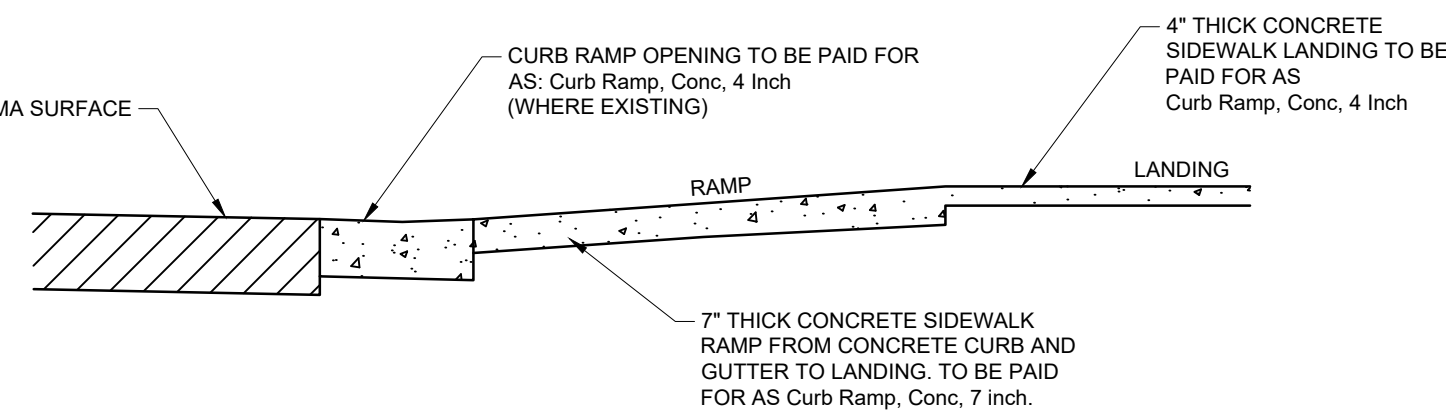 MA SURFACE
CURB RAMP OPENING TO BE PAID FOR
AS: Curb Ramp, Conc, 4 Inch
(WHERE EXISTING)
4" THICK CONCRETE
SIDEWALK LANDING TO BE
PAID FOR AS
Curb Ramp, Conc, 4 Inch
RAMP
LANDING
7" THICK CONCRETE SIDEWALK
RAMP FROM CONCRETE CURB AND
GUTTER TO LANDING. TO BE PAID
FOR AS Curb Ramp, Conc, 7 inch.